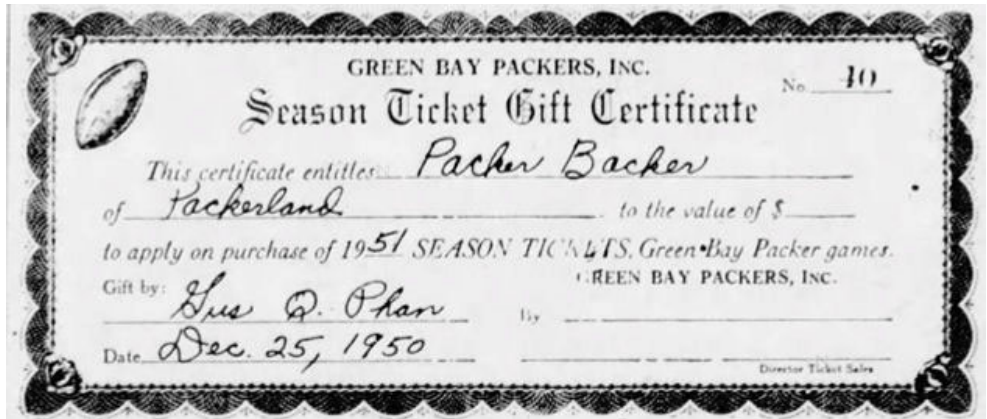 GREEN BAY PACKERS, INC.
No. 10
Season Ticket Gift Certificate
This certificate entitles Packer Backer
of Packerland to the value of $
to apply on purchase of 1951 SEASON TICKETS, Green Bay Packer games.
Gift by: Gus Q. Phan
GREEN BAY PACKERS, INC.
By
Date Dec. 25, 1950
Director Ticket Sales